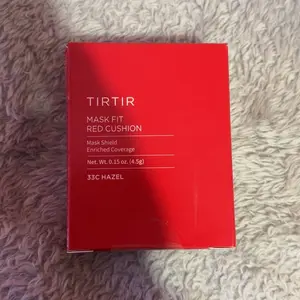 TIRTIR
MASK FIT
RED CUSHION
Mask Shield
Enriched Coverage
Net. Wt. 0.15 oz. (4.5g)
33C HAZEL